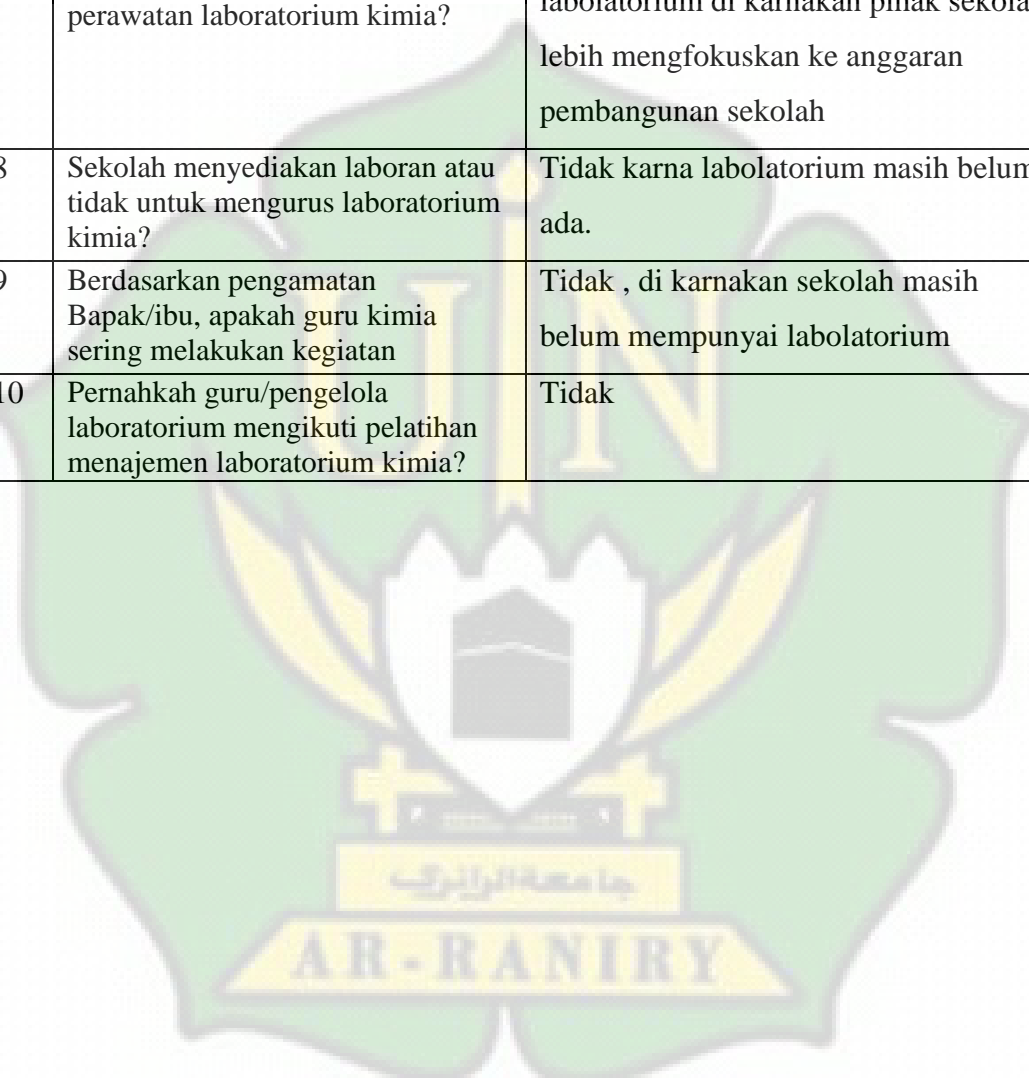 perawatan laboratorium kimia?
labolatorium di karnakan pihak sekola
lebih mengfokuskan ke anggaran
pembangunan sekolah
8
Sekolah menyediakan laboran atau
tidak untuk mengurus laboratorium
kimia?
Tidak karna labolatorium masih belum
ada.
9
Berdasarkan pengamatan
Bapak/ibu, apakah guru kimia
sering melakukan kegiatan
Tidak , di karnakan sekolah masih
belum mempunyai labolatorium
10
Pernahkah guru/pengelola
laboratorium mengikuti pelatihan
menajemen laboratorium kimia?
Tidak
UIN
جامعة الرانيري
AR-RANIRY